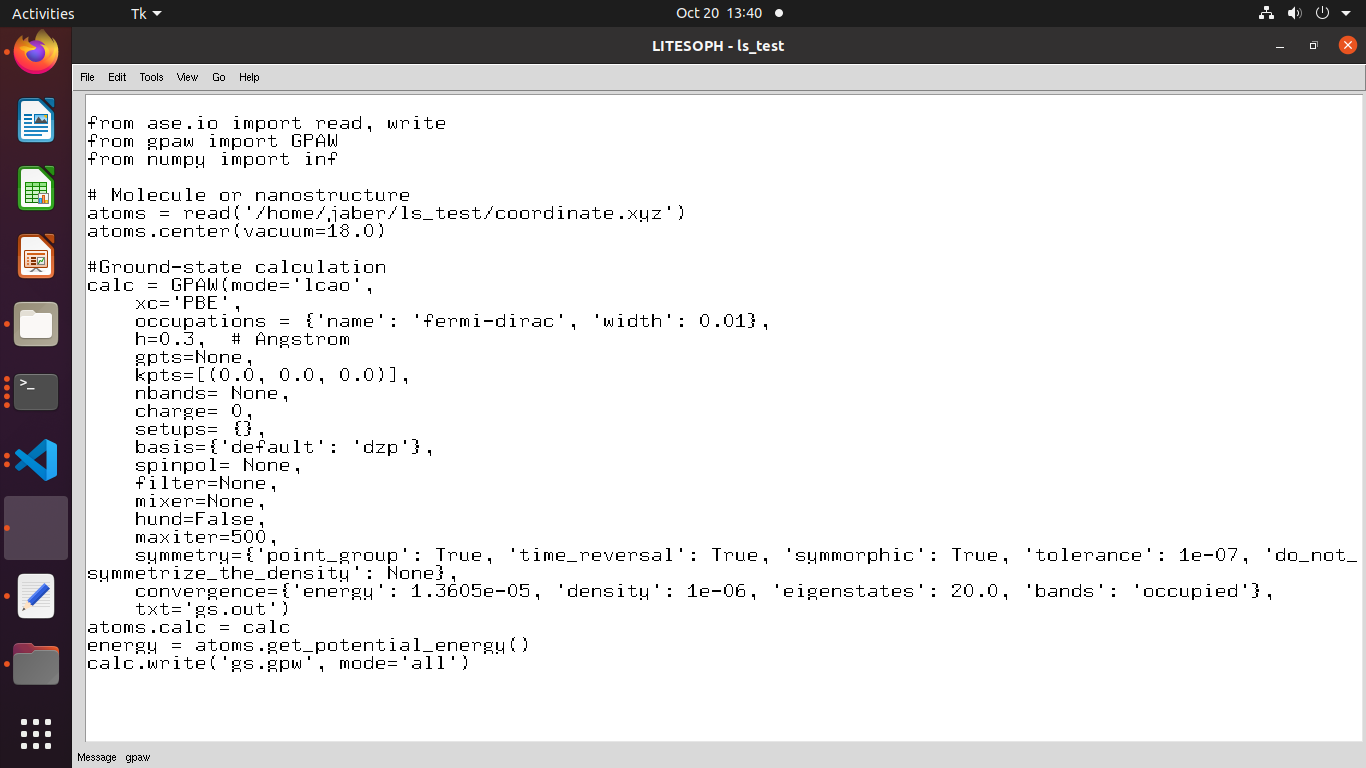 Activities
Tk
Oct 20 13:40
LITESOPH - ls_test
File Edit Tools View Go Help
from ase.io import read, write
from gpaw import GPAW
from numpy import inf
# Molecule or nanostructure
atoms = read('/home/jaber/ls_test/coordinate.xyz')
atoms.center(vacuum=18.0)
#Ground-state calculation
calc = GPAW(mode='lcao',
    xc='PBE',
    occupations = {'name': 'fermi-dirac', 'width': 0.01},
    h=0.3,  # Angstrom
    gpts=None,
    kpts=[(0.0, 0.0, 0.0)],
    nbands= None,
    charge= 0,
    setups= {},
    basis={'default': 'dzp'},
    spinpol= None,
    filter=None,
    mixer=None,
    hund=False,
    maxiter=500,
    symmetry={'point_group': True, 'time_reversal': True, 'symmorphic': True, 'tolerance': 1e-07, 'do_not_
symmetrize_the_density': None},
    convergence={'energy': 1.3605e-05, 'density': 1e-06, 'eigenstates': 20.0, 'bands': 'occupied'},
    txt='gs.out')
atoms.calc = calc
energy = atoms.get_potential_energy()
calc.write('gs.gpw', mode='all')
Message gpaw